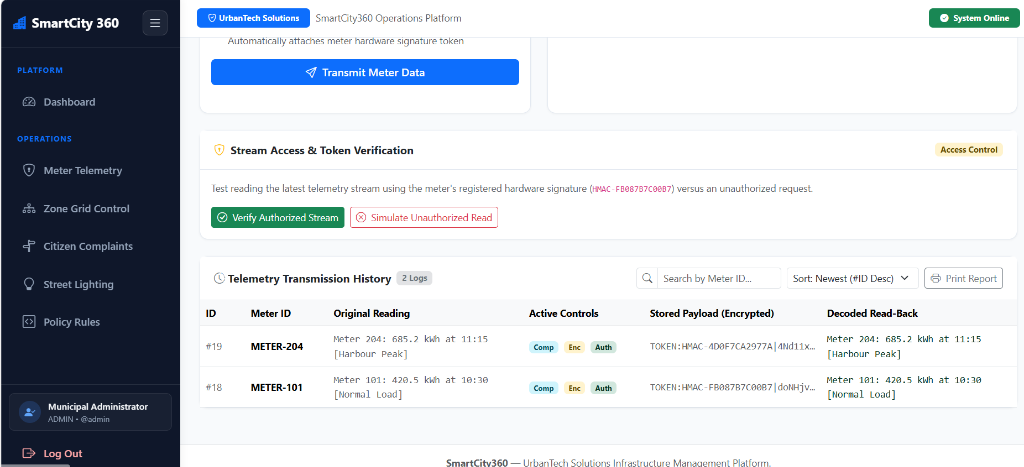 SmartCity 360
UrbanTech Solutions
SmartCity360 Operations Platform
System Online
PLATFORM
Dashboard
OPERATIONS
Meter Telemetry
Zone Grid Control
Citizen Complaints
Street Lighting
Policy Rules
Municipal Administrator
ADMIN • @admin
Log Out
Automatically attaches meter hardware signature token
Transmit Meter Data
Stream Access & Token Verification
Access Control
Test reading the latest telemetry stream using the meter's registered hardware signature (HMAC-FB087B7C00B7) versus an unauthorized request.
Verify Authorized Stream
Simulate Unauthorized Read
Telemetry Transmission History
2 Logs
Search by Meter ID...
Sort: Newest (#ID Desc)
Print Report
ID Meter ID Original Reading Active Controls Stored Payload (Encrypted) Decoded Read-Back
#19 METER-204 Meter 204: 685.2 kWh at 11:15 Comp Enc Auth TOKEN:HMAC-4D0F7CA2977A|4Nd11x... Meter 204: 685.2 kWh at 11:15
[Harbour Peak] [Harbour Peak]
#18 METER-101 Meter 101: 420.5 kWh at 10:30 Comp Enc Auth TOKEN:HMAC-FB087B7C00B7|doNHjv... Meter 101: 420.5 kWh at 10:30
[Normal Load] [Normal Load]
SmartCity360 — UrbanTech Solutions Infrastructure Management Platform.